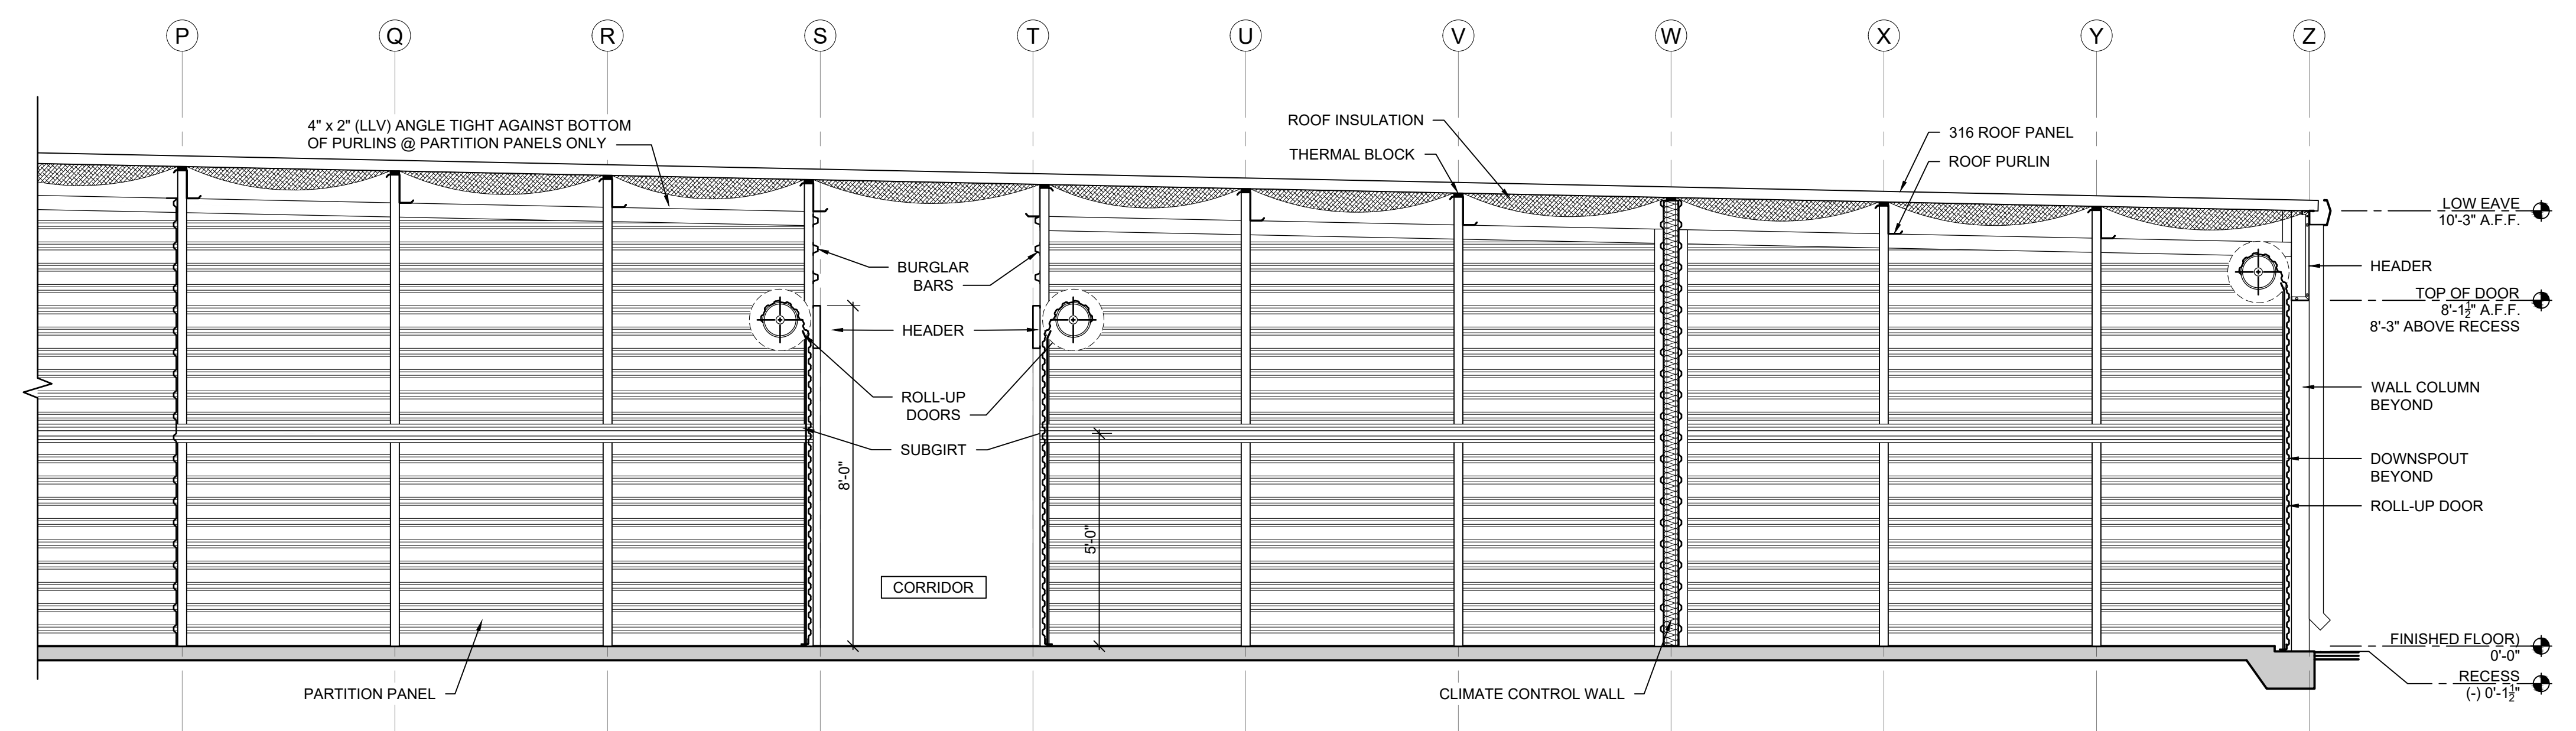 P Q R S T U V W X Y Z
4" x 2" (LLV) ANGLE TIGHT AGAINST BOTTOM
OF PURLINS @ PARTITION PANELS ONLY
ROOF INSULATION
THERMAL BLOCK
316 ROOF PANEL
ROOF PURLIN
LOW EAVE
10'-3" A.F.F.
BURGLAR
BARS
HEADER
HEADER
TOP OF DOOR
8'-1½" A.F.F.
8'-3" ABOVE RECESS
ROLL-UP
DOORS
WALL COLUMN
BEYOND
SUBGIRT
8'-0"
5'-0"
DOWNSPOUT
BEYOND
ROLL-UP DOOR
CORRIDOR
FINISHED FLOOR)
0'-0"
RECESS
(-) 0'-1½"
PARTITION PANEL
CLIMATE CONTROL WALL